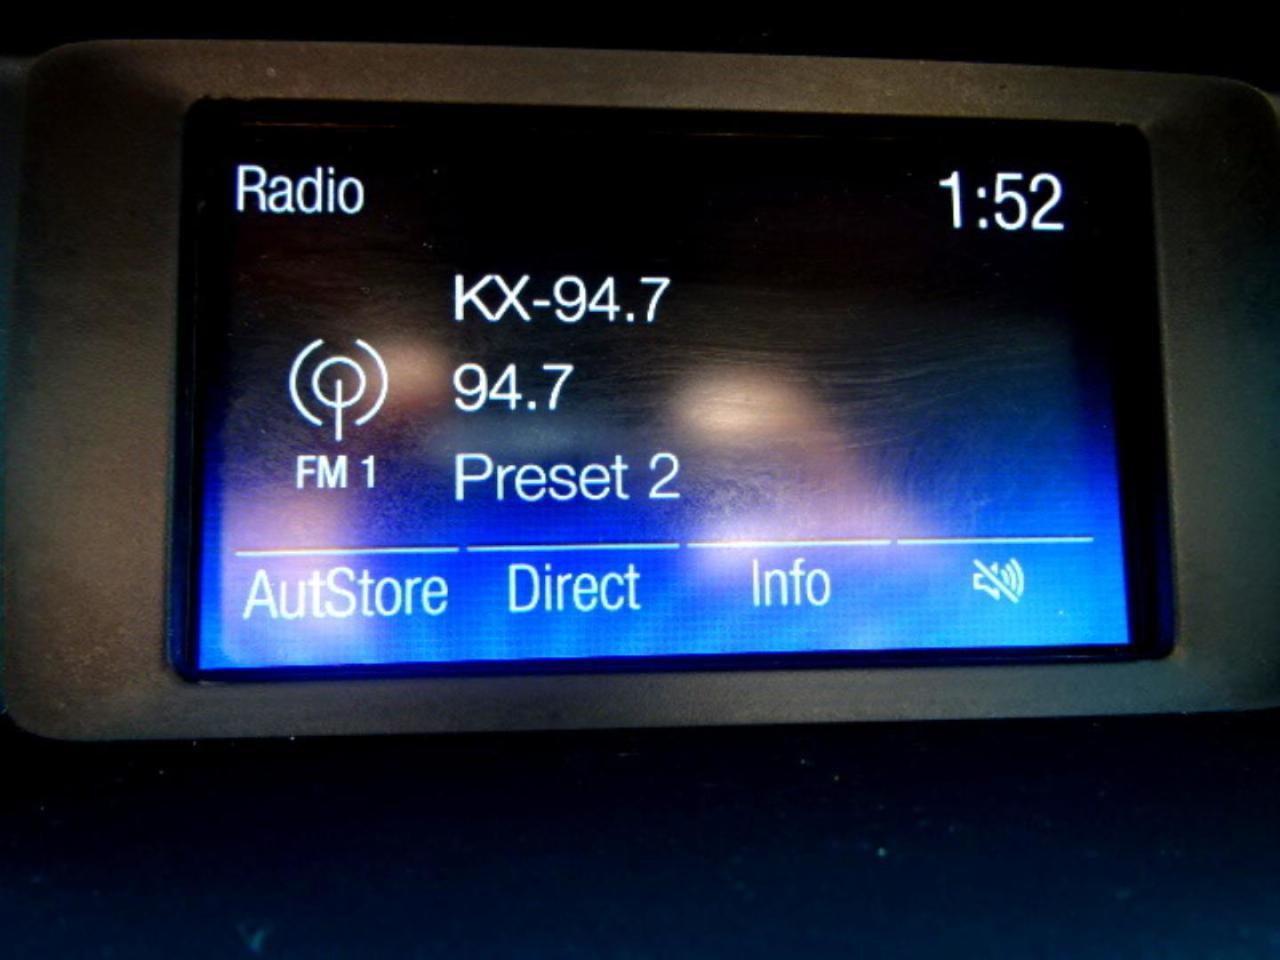 Radio 1:52
KX-94.7
94.7
FM 1 Preset 2
AutStore Direct Info